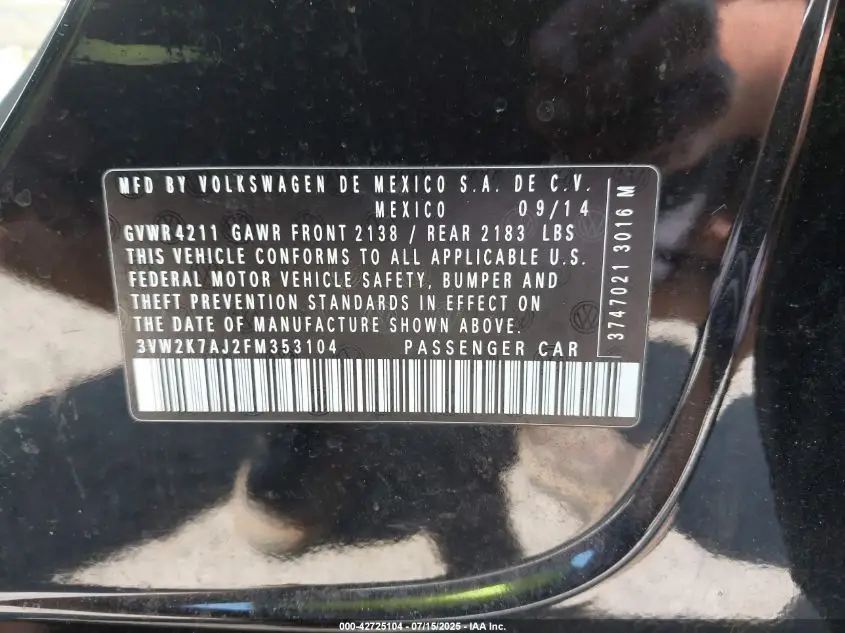 MFD BY VOLKSWAGEN DE MEXICO S.A. DE C.V.
MEXICO 09/14
GVWR4211 GAWR FRONT 2138 / REAR 2183 LBS
THIS VEHICLE CONFORMS TO ALL APPLICABLE U.S.
FEDERAL MOTOR VEHICLE SAFETY, BUMPER AND
THEFT PREVENTION STANDARDS IN EFFECT ON
THE DATE OF MANUFACTURE SHOWN ABOVE.
3VW2K7AJ2FM353104 PASSENGER CAR
3747021 3016 M
000-42725104 - 07/15/2025 - IAA Inc.